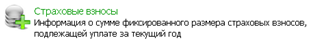 Страховые взносы
Информация о сумме фиксированного размера страховых взносов,
подлежащей уплате за текущий год